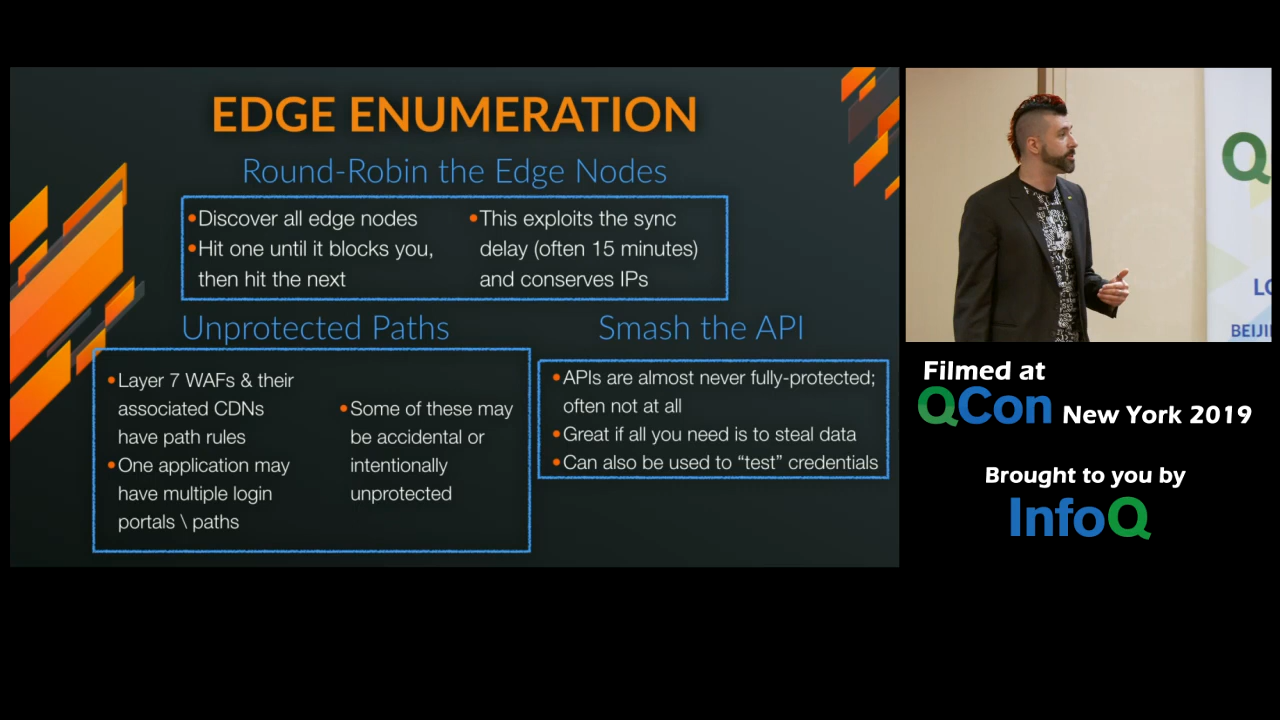 EDGE ENUMERATION
Round-Robin the Edge Nodes
•Discover all edge nodes
•Hit one until it blocks you,
then hit the next
•This exploits the sync
delay (often 15 minutes)
and conserves IPs
Unprotected Paths
•Layer 7 WAFs & their
associated CDNs
have path rules
•One application may
have multiple login
portals \ paths
•Some of these may
be accidental or
intentionally
unprotected
Smash the API
•APIs are almost never fully-protected;
often not at all
•Great if all you need is to steal data
•Can also be used to “test” credentials
Q
LO
BEIJI
Filmed at
QCon New York 2019
Brought to you by
InfoQ